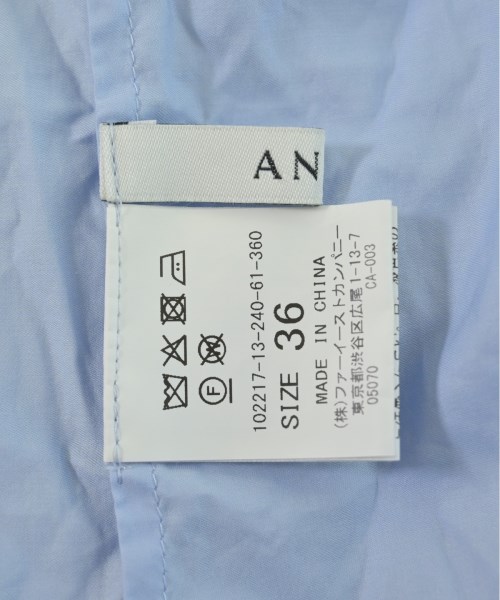 AN
F
102217-13-240-61-360
SIZE 36
MADE IN CHINA
(株)ファーイーストカンパニー
東京都渋谷区広尾1-13-7
05070 CA-003